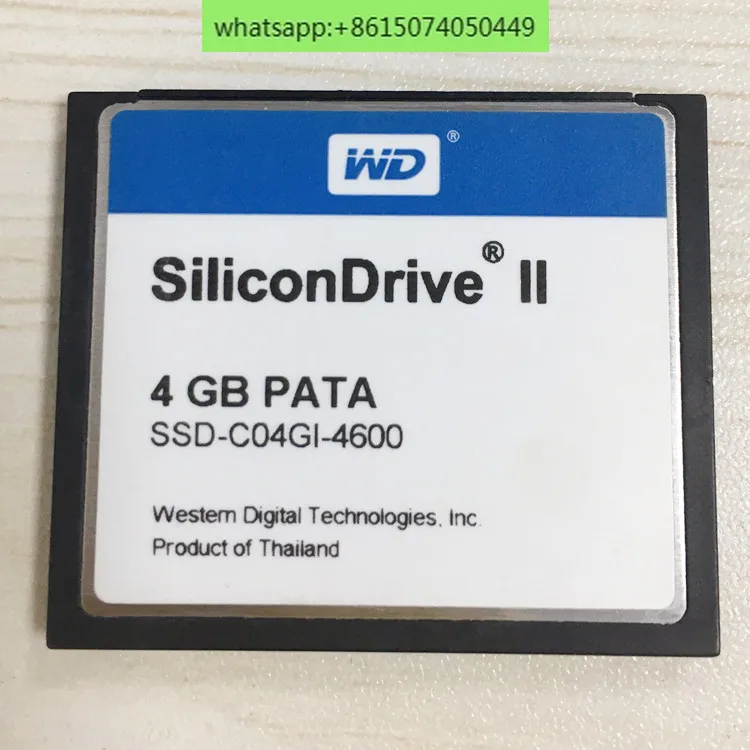 whatsapp:+8615074050449
WD®
SiliconDrive® II
4 GB PATA
SSD-C04GI-4600
Western Digital Technologies, Inc.
Product of Thailand